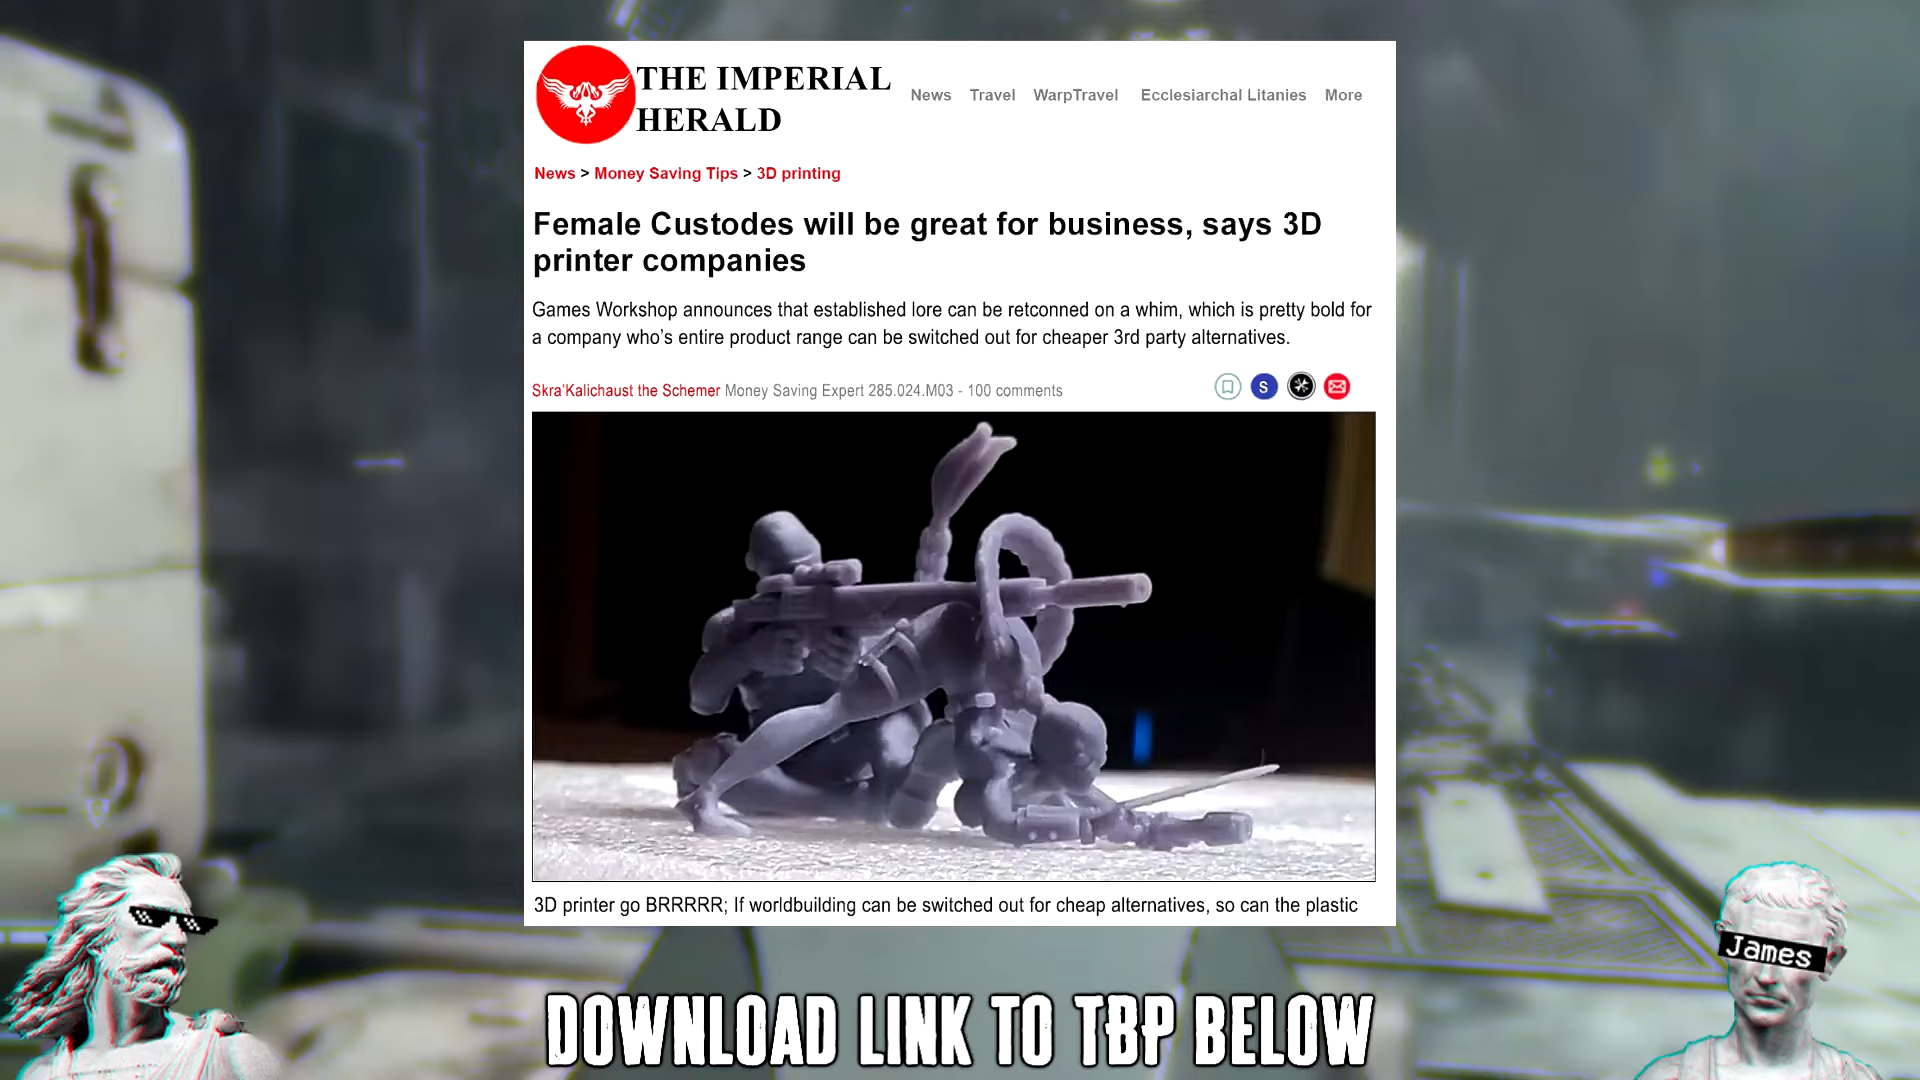 THE IMPERIAL
HERALD
News Travel WarpTravel Ecclesiarchal Litanies More
News > Money Saving Tips > 3D printing
Female Custodes will be great for business, says 3D
printer companies
Games Workshop announces that established lore can be retconned on a whim, which is pretty bold for
a company who's entire product range can be switched out for cheaper 3rd party alternatives.
Skra'Kalichaust the Schemer Money Saving Expert 285.024.M03 - 100 comments
S
3D printer go BRRRRR; If worldbuilding can be switched out for cheap alternatives, so can the plastic
James
DOWNLOAD LINK TO TBP BELOW